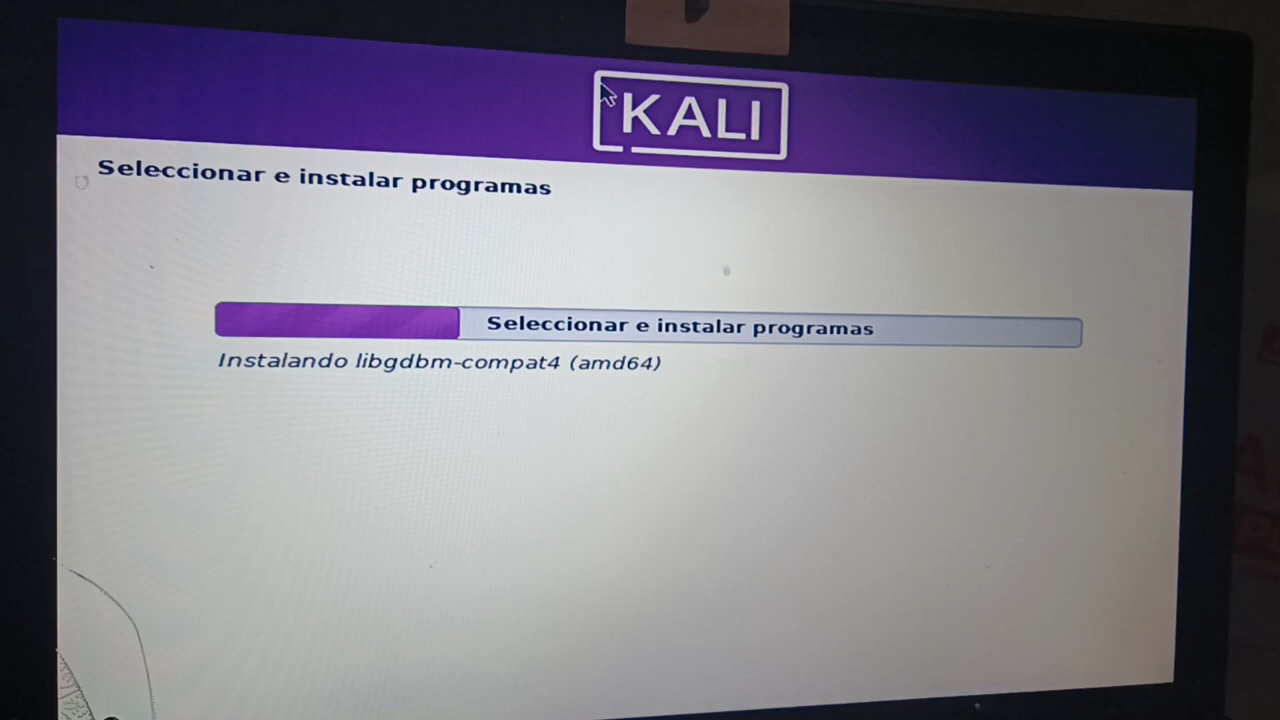 KALI
Seleccionar e instalar programas
Seleccionar e instalar programas
Instalando libgdbm-compat4 (amd64)